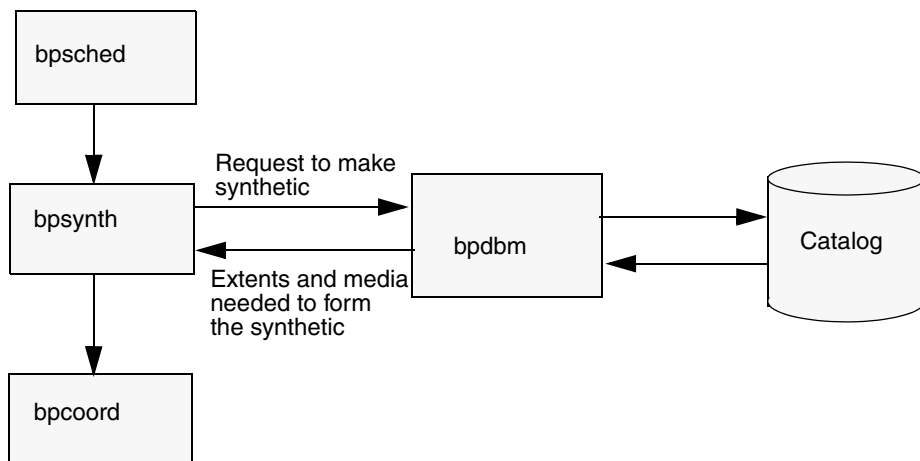 bpsched
Request to make
synthetic
bpsynth
bpdbm
Catalog
Extents and media
needed to form
the synthetic
bpcoord